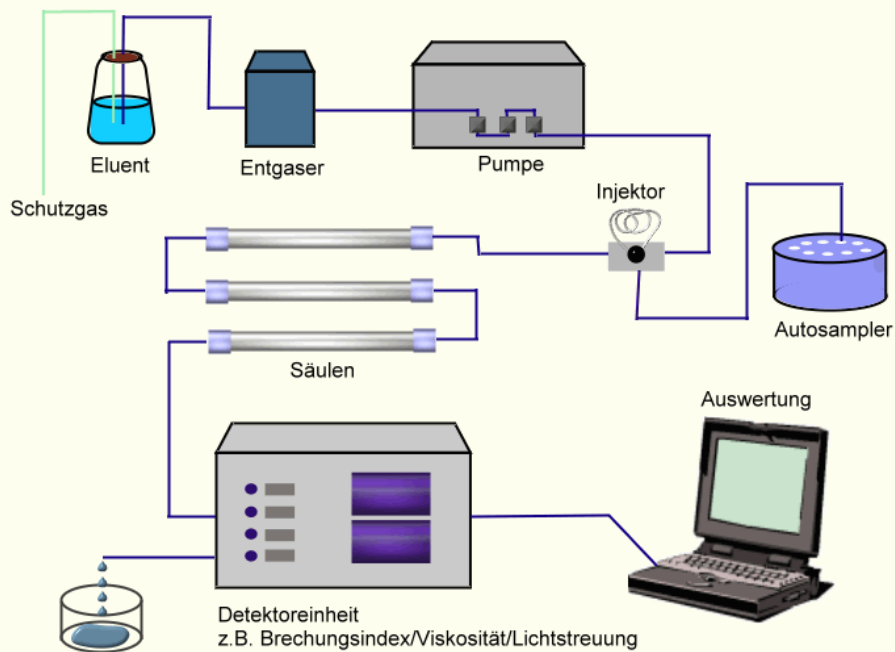 Eluent
Entgaser
Pumpe
Schutzgas
Injektor
Autosampler
Säulen
Auswertung
Detektoreinheit
z.B. Brechungsindex/Viskosität/Lichtstreuung